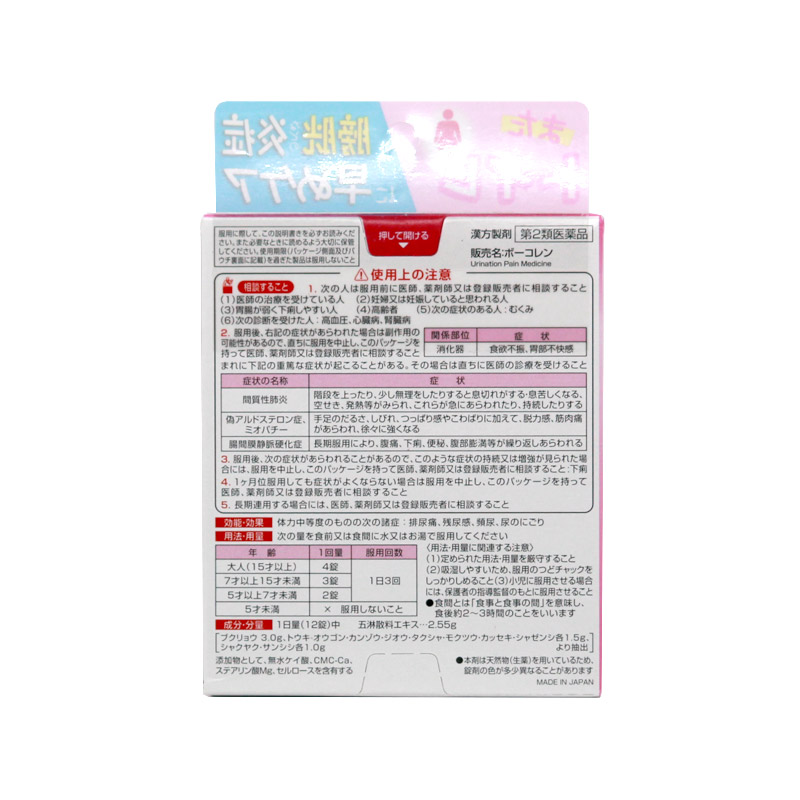 また
膀胱 炎症
に 早めケア
服用に際して、この説明書きを必ずお読みくだ
さい。また必要なときに読めるよう大切に保管
してください。使用期限(パッケージ側面及びパ
ウチ裏面に記載)を過ぎた製品は服用しないこと
押して開ける
漢方製剤 第2類医薬品
販売名:ボーコレン
Urination Pain Medicine
使用上の注意
相談すること 1. 次の人は服用前に医師、薬剤師又は登録販売者に相談すること
(1)医師の治療を受けている人 (2)妊婦又は妊娠していると思われる人
(3)胃腸が弱く下痢しやすい人 (4)高齢者 (5)次の症状のある人:むくみ
(6)次の診断を受けた人:高血圧、心臓病、腎臓病
2. 服用後、右記の症状があらわれた場合は副作用の
可能性があるので、直ちに服用を中止し、このパッケージを
持って医師、薬剤師又は登録販売者に相談すること
関係部位 症状
消化器 食欲不振、胃部不快感
まれに下記の重篤な症状が起こることがある。その場合は直ちに医師の診療を受けること
症状の名称 症状
間質性肺炎 階段を上ったり、少し無理をしたりすると息切れがする・息苦しくなる、
空せき、発熱等がみられ、これらが急にあらわれたり、持続したりする
偽アルドステロン症、 手足のだるさ、しびれ、つっぱり感やこわばりに加えて、脱力感、筋肉痛
ミオパチー があらわれ、徐々に強くなる
腸間膜静脈硬化症 長期服用により、腹痛、下痢、便秘、腹部膨満等が繰り返しあらわれる
3. 服用後、次の症状があらわれることがあるので、このような症状の持続又は増強が見られた場
合には、服用を中止し、このパッケージを持って医師、薬剤師又は登録販売者に相談すること:下痢
4. 1ヶ月位服用しても症状がよくならない場合は服用を中止し、このパッケージを持って
医師、薬剤師又は登録販売者に相談すること
5. 長期連用する場合には、医師、薬剤師又は登録販売者に相談すること
効能・効果 体力中等度のものの次の諸症:排尿痛、残尿感、頻尿、尿のにごり
用法・用量 次の量を食前又は食間に水又はお湯で服用してください
年齢 1回量 服用回数
大人(15才以上) 4錠
7才以上15才未満 3錠 1日3回
5才以上7才未満 2錠
5才未満 × 服用しないこと
〈用法・用量に関連する注意〉
(1)定められた用法・用量を厳守すること
(2)吸湿しやすいため、服用のつどチャックを
しっかりしめること(3)小児に服用させる場合
には、保護者の指導監督のもとに服用させること
●食間とは「食事と食事の間」を意味し、
食後約2〜3時間のことをいいます
成分・分量 1日量(12錠)中 五淋散料エキス…2.55g
ブクリョウ 3.0g、トウキ・オウゴン・カンゾウ・ジオウ・タクシャ・モクツウ・カッセキ・シャゼンシ各1.5g、
シャクヤク・サンシシ各1.0g より抽出
添加物として、無水ケイ酸、CMC-Ca、
ステアリン酸Mg、セルロースを含有する
●本剤は天然物(生薬)を用いているため、
錠剤の色が多少異なることがあります
MADE IN JAPAN